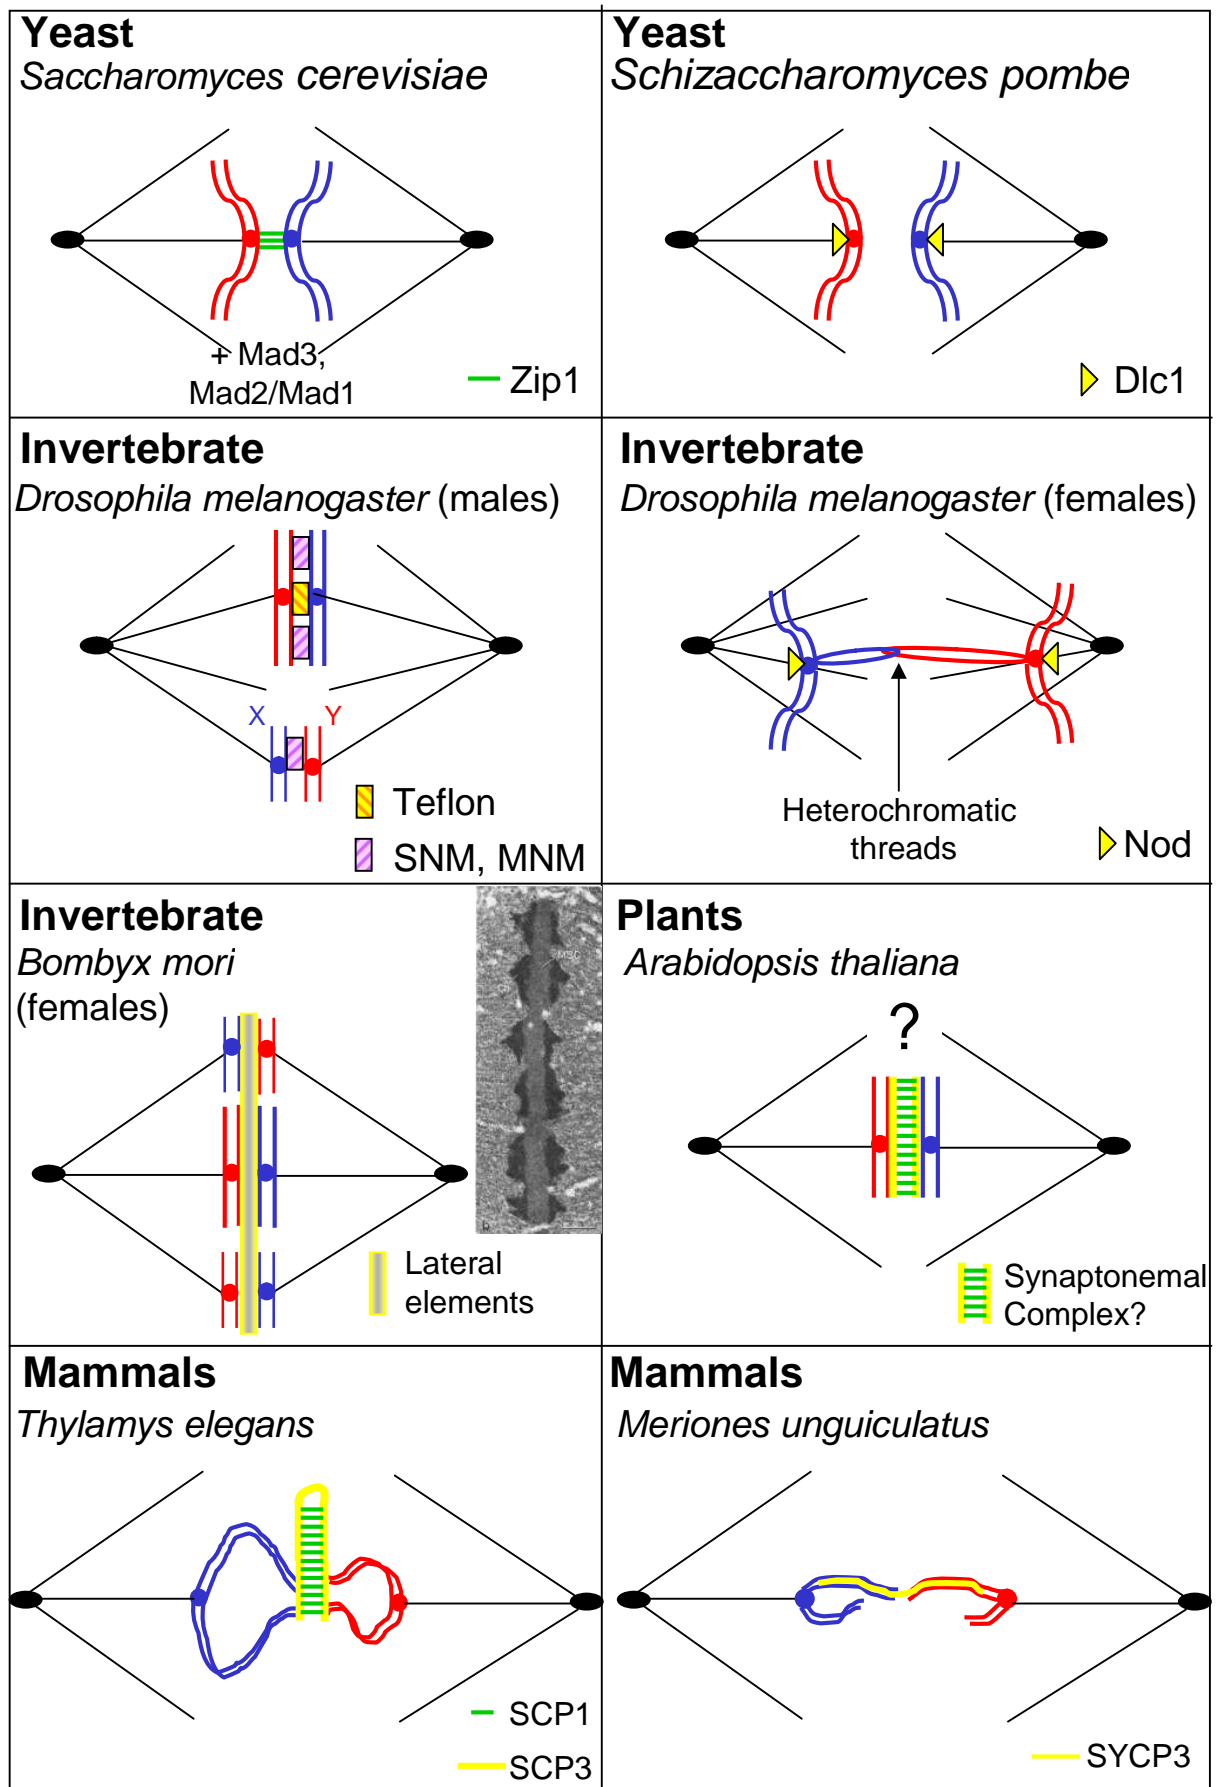 Yeast
Saccharomyces cerevisiae
+ Mad3,
Mad2/Mad1
Zip1
Yeast
Schizaccharomyces pombe
Dlc1
Invertebrate
Drosophila melanogaster (males)
X Y
Teflon
SNM, MNM
Invertebrate
Drosophila melanogaster (females)
Heterochromatic
threads
Nod
Invertebrate
Bombyx mori
(females)
Lateral
elements
Plants
Arabidopsis thaliana
?
Synaptonemal
Complex?
Mammals
Thylamys elegans
SCP1
SCP3
Mammals
Meriones unguiculatus
SYCP3